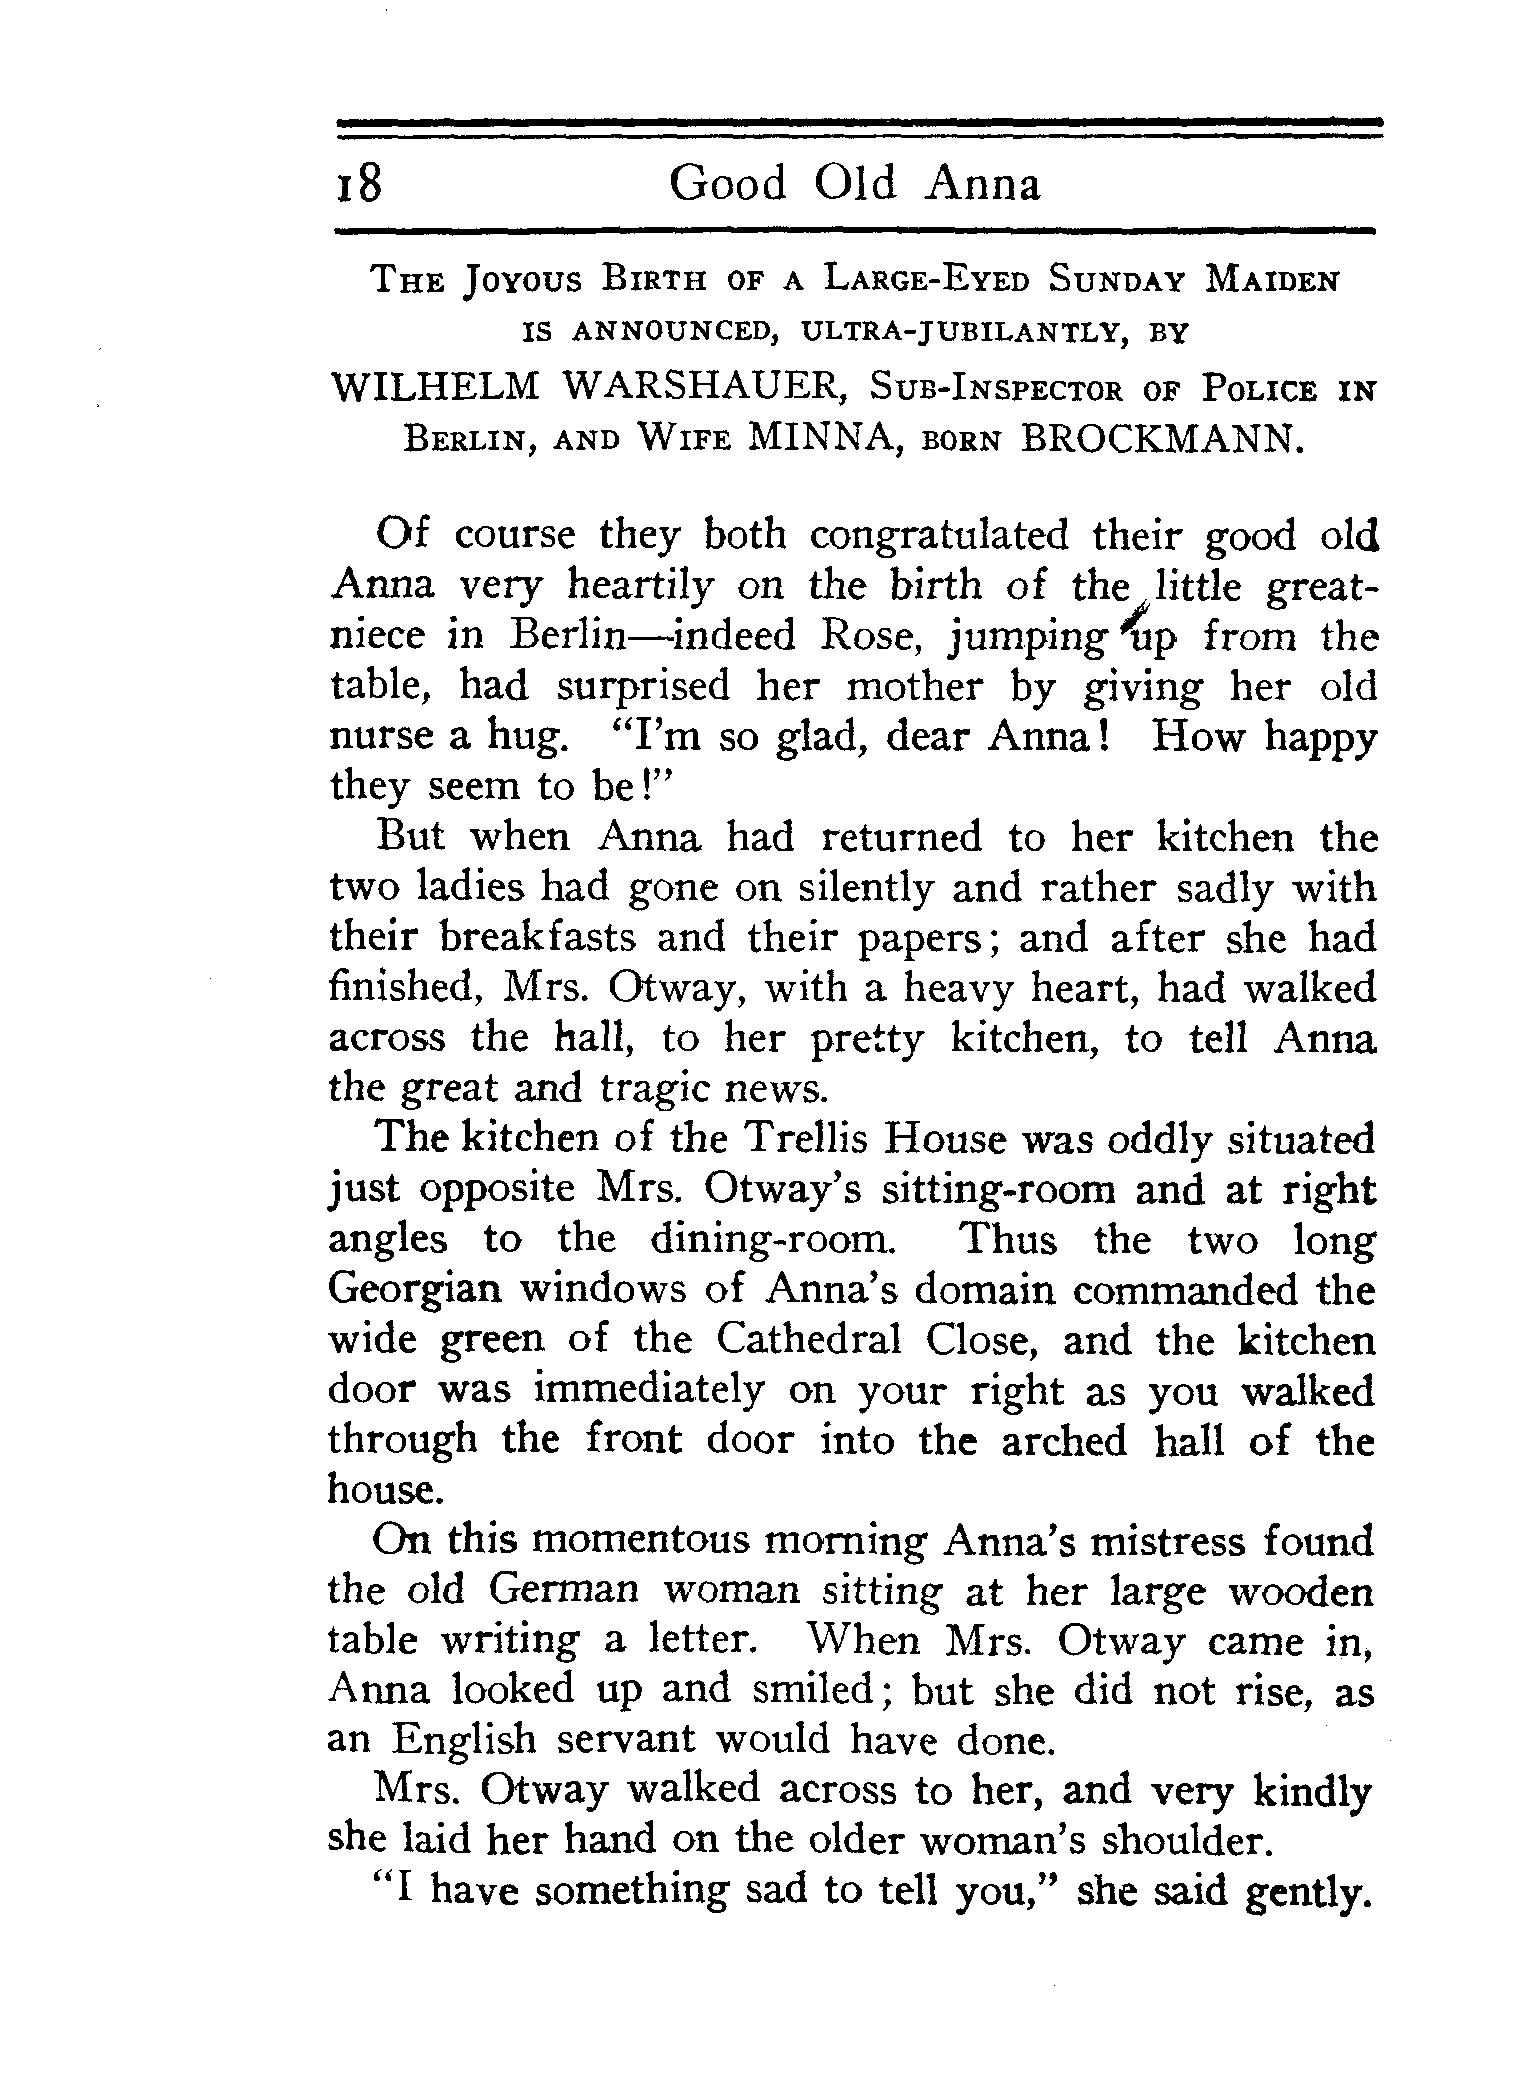 18 Good Old Anna
The Joyous Birth of a Large-Eyed Sunday Maiden
is announced, ultra-jubilantly, by
WILHELM WARSHAUER, Sub-Inspector of Police in
Berlin, and Wife MINNA, born BROCKMANN.
Of course they both congratulated their good old
Anna very heartily on the birth of the little great-
niece in Berlin—indeed Rose, jumping up from the
table, had surprised her mother by giving her old
nurse a hug. "I'm so glad, dear Anna! How happy
they seem to be!"
But when Anna had returned to her kitchen the
two ladies had gone on silently and rather sadly with
their breakfasts and their papers; and after she had
finished, Mrs. Otway, with a heavy heart, had walked
across the hall, to her pretty kitchen, to tell Anna
the great and tragic news.
The kitchen of the Trellis House was oddly situated
just opposite Mrs. Otway's sitting-room and at right
angles to the dining-room. Thus the two long
Georgian windows of Anna's domain commanded the
wide green of the Cathedral Close, and the kitchen
door was immediately on your right as you walked
through the front door into the arched hall of the
house.
On this momentous morning Anna's mistress found
the old German woman sitting at her large wooden
table writing a letter. When Mrs. Otway came in,
Anna looked up and smiled; but she did not rise, as
an English servant would have done.
Mrs. Otway walked across to her, and very kindly
she laid her hand on the older woman's shoulder.
"I have something sad to tell you," she said gently.